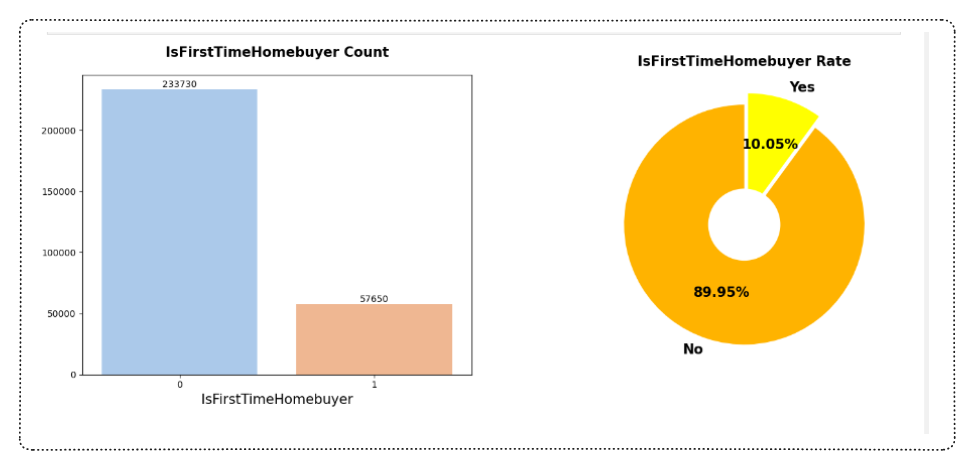 IsFirstTimeHomebuyer Count
233730
200000
150000
100000
50000
0
57650
0
1
IsFirstTimeHomebuyer
IsFirstTimeHomebuyer Rate
Yes
10.05%
89.95%
No